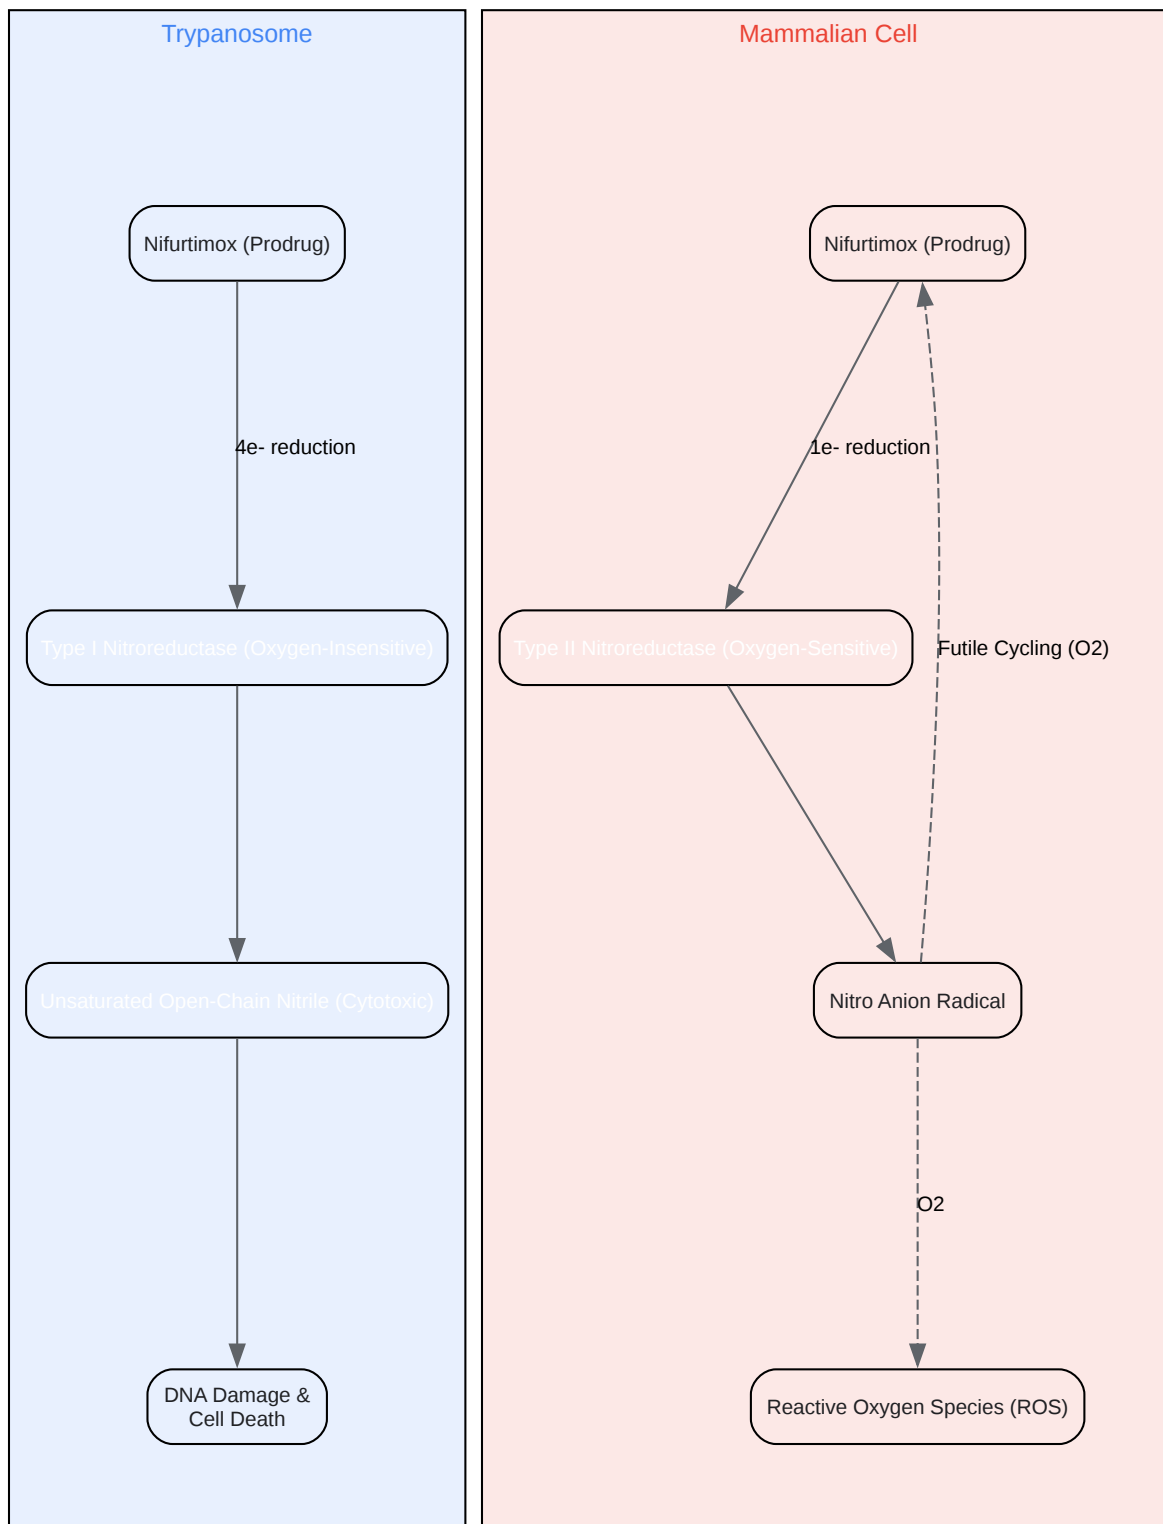 Trypanosome
Nifurtimox (Prodrug)
4e- reduction
Type I Nitroreductase (Oxygen-Insensitive)
Unsaturated Open-Chain Nitrile (Cytotoxic)
DNA Damage &
Cell Death
Mammalian Cell
Nifurtimox (Prodrug)
1e- reduction
Type II Nitroreductase (Oxygen-Sensitive)
Futile Cycling (O2)
Nitro Anion Radical
O2
Reactive Oxygen Species (ROS)